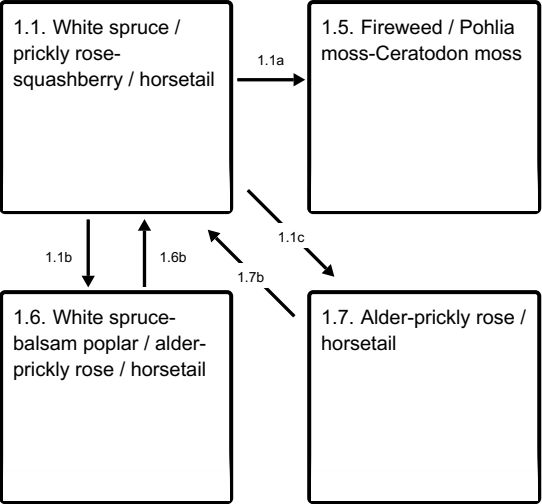 1.1. White spruce /
prickly rose-
squashberry / horsetail
1.1a
1.5. Fireweed / Pohlia
moss-Ceratodon moss
1.1b
1.6b
1.1c
1.7b
1.6. White spruce-
balsam poplar / alder-
prickly rose / horsetail
1.7. Alder-prickly rose /
horsetail